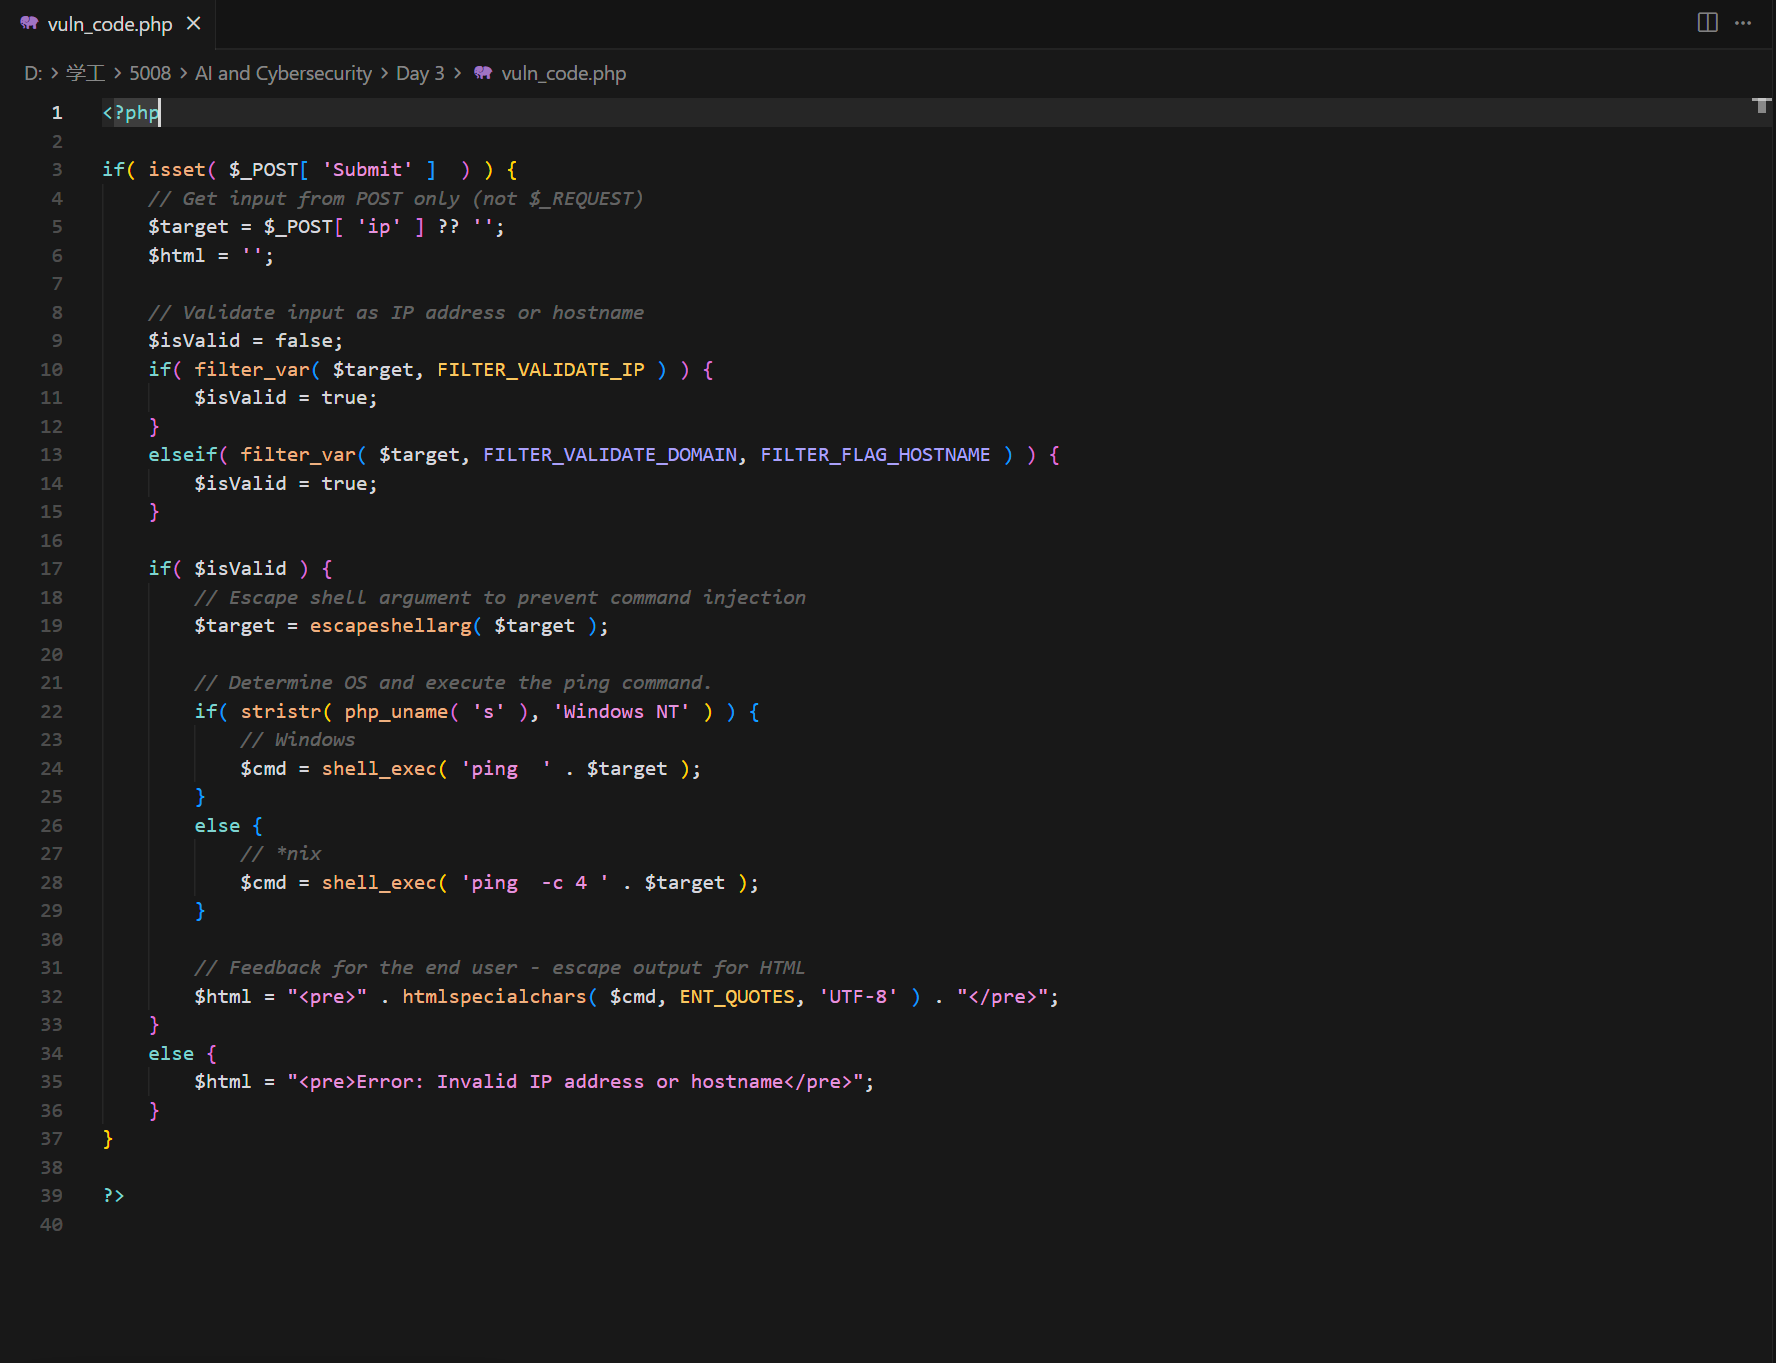 vuln_code.php
D: > 学工 > 5008 > AI and Cybersecurity > Day 3 > vuln_code.php
1 <?php
2
3 if( isset( $_POST[ 'Submit' ]  ) ) {
4     // Get input from POST only (not $_REQUEST)
5     $target = $_POST[ 'ip' ] ?? '';
6     $html = '';
7
8     // Validate input as IP address or hostname
9     $isValid = false;
10     if( filter_var( $target, FILTER_VALIDATE_IP ) ) {
11         $isValid = true;
12     }
13     elseif( filter_var( $target, FILTER_VALIDATE_DOMAIN, FILTER_FLAG_HOSTNAME ) ) {
14         $isValid = true;
15     }
16
17     if( $isValid ) {
18         // Escape shell argument to prevent command injection
19         $target = escapeshellarg( $target );
20
21         // Determine OS and execute the ping command.
22         if( stristr( php_uname( 's' ), 'Windows NT' ) ) {
23             // Windows
24             $cmd = shell_exec( 'ping  ' . $target );
25         }
26         else {
27             // *nix
28             $cmd = shell_exec( 'ping  -c 4 ' . $target );
29         }
30
31         // Feedback for the end user - escape output for HTML
32         $html = "<pre>" . htmlspecialchars( $cmd, ENT_QUOTES, 'UTF-8' ) . "</pre>";
33     }
34     else {
35         $html = "<pre>Error: Invalid IP address or hostname</pre>";
36     }
37 }
38
39 ?>
40